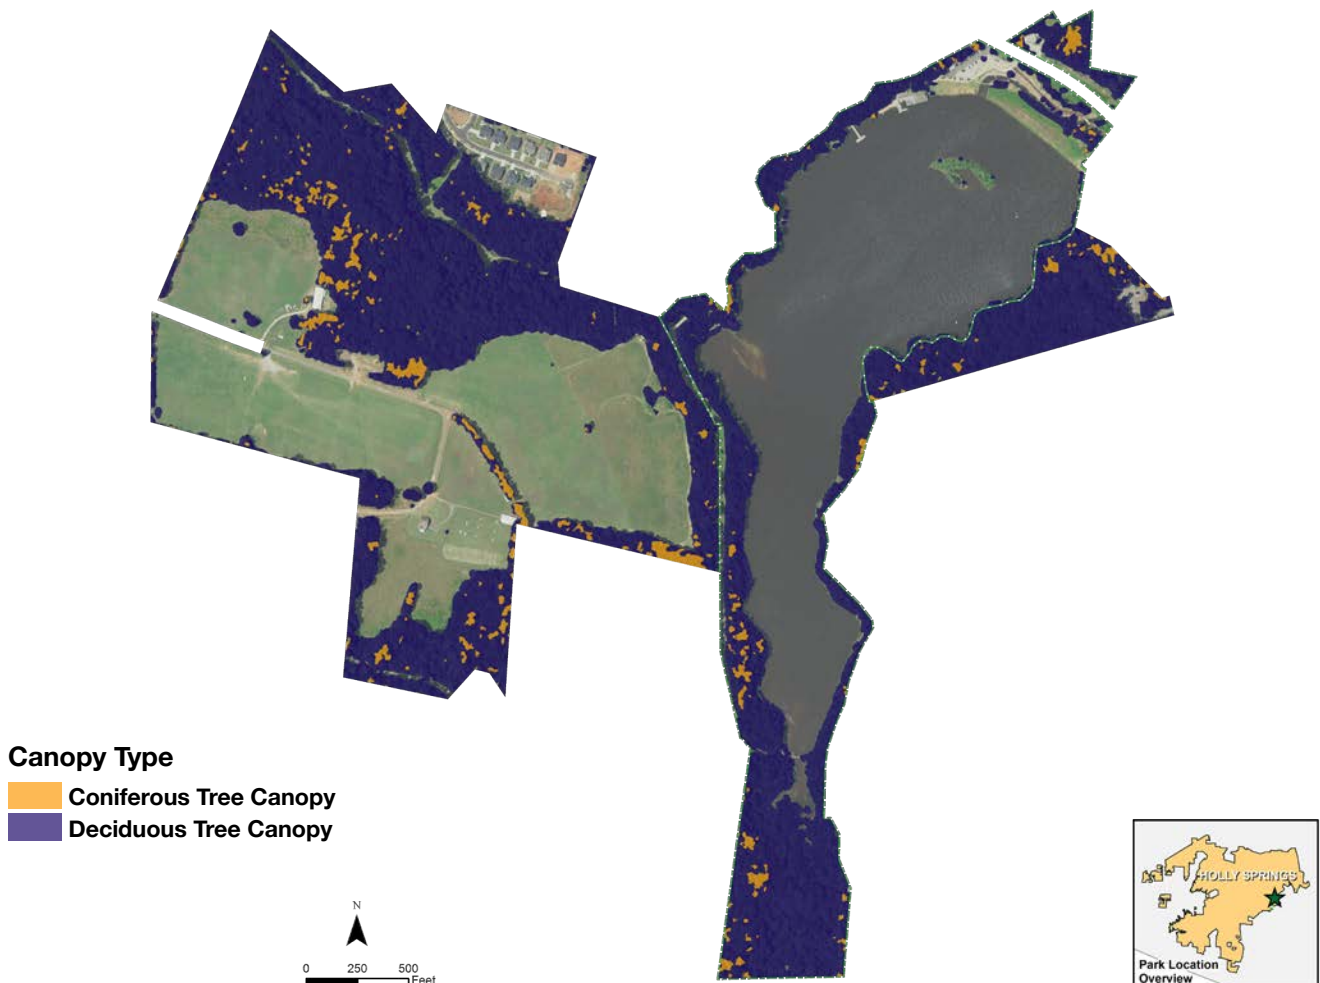 Canopy Type
Coniferous Tree Canopy
Deciduous Tree Canopy
N
0 250 500
Feet
HOLLY SPRINGS
Park Location
Overview